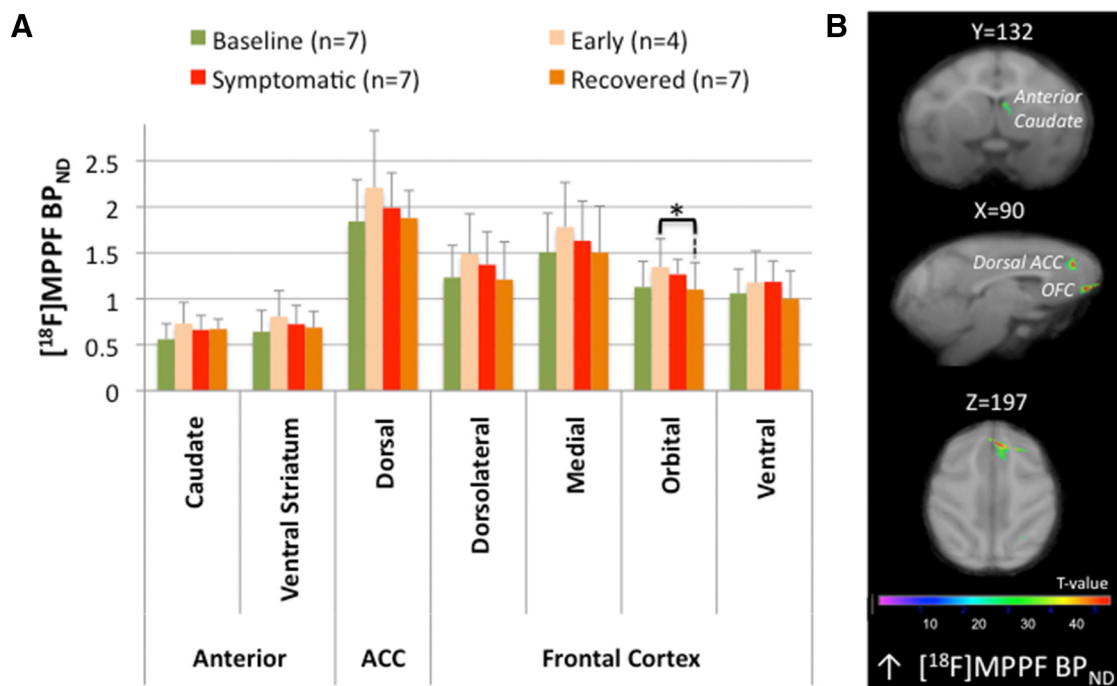 A
Baseline (n=7)
Early (n=4)
Symptomatic (n=7)
Recovered (n=7)
[¹⁸F]MPPF BP_ND
2.5
2
1.5
1
0.5
0
*
Caudate
Ventral Striatum
Dorsal
Dorsolateral
Medial
Orbital
Ventral
Anterior
ACC
Frontal Cortex
B
Y=132
Anterior
Caudate
X=90
Dorsal ACC
OFC
Z=197
T-value
10 20 30 40
↑ [¹⁸F]MPPF BP_ND